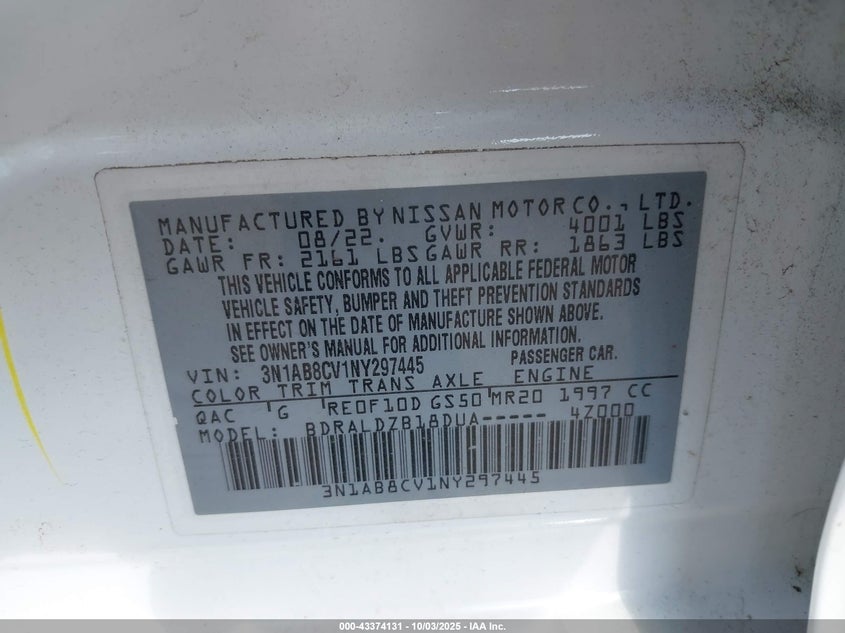 MANUFACTURED BY NISSAN MOTOR CO., LTD.
DATE: 08/22. GVWR: 4001 LBS
GAWR FR: 2161 LBS GAWR RR: 1863 LBS
THIS VEHICLE CONFORMS TO ALL APPLICABLE FEDERAL MOTOR
VEHICLE SAFETY, BUMPER AND THEFT PREVENTION STANDARDS
IN EFFECT ON THE DATE OF MANUFACTURE SHOWN ABOVE.
SEE OWNER'S MANUAL FOR ADDITIONAL INFORMATION.
VIN: 3N1AB8CV1NY297445 PASSENGER CAR.
COLOR TRIM TRANS AXLE ENGINE
QAC G RE0F10D GS50 MR20 1997 CC
MODEL: BDRALDZB18DUA----- 4Z000
3N1AB8CV1NY297445
000-43374131 - 10/03/2025 - IAA Inc.